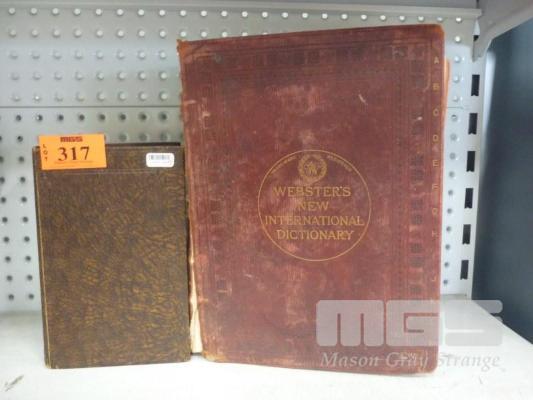 MGS
LOT
317
WEBSTER'S
NEW
INTERNATIONAL
DICTIONARY
A
B
D
E
F
MGS
Mason Gray Strange